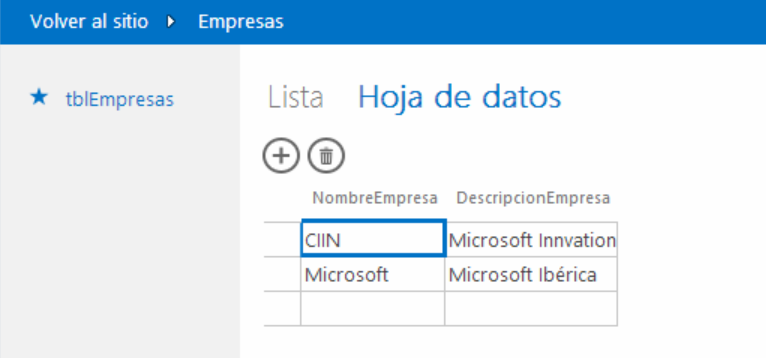 Volver al sitio Empresas
tblEmpresas
Lista Hoja de datos
NombreEmpresa DescripcionEmpresa
CIIN Microsoft Innvation
Microsoft Microsoft Ibérica